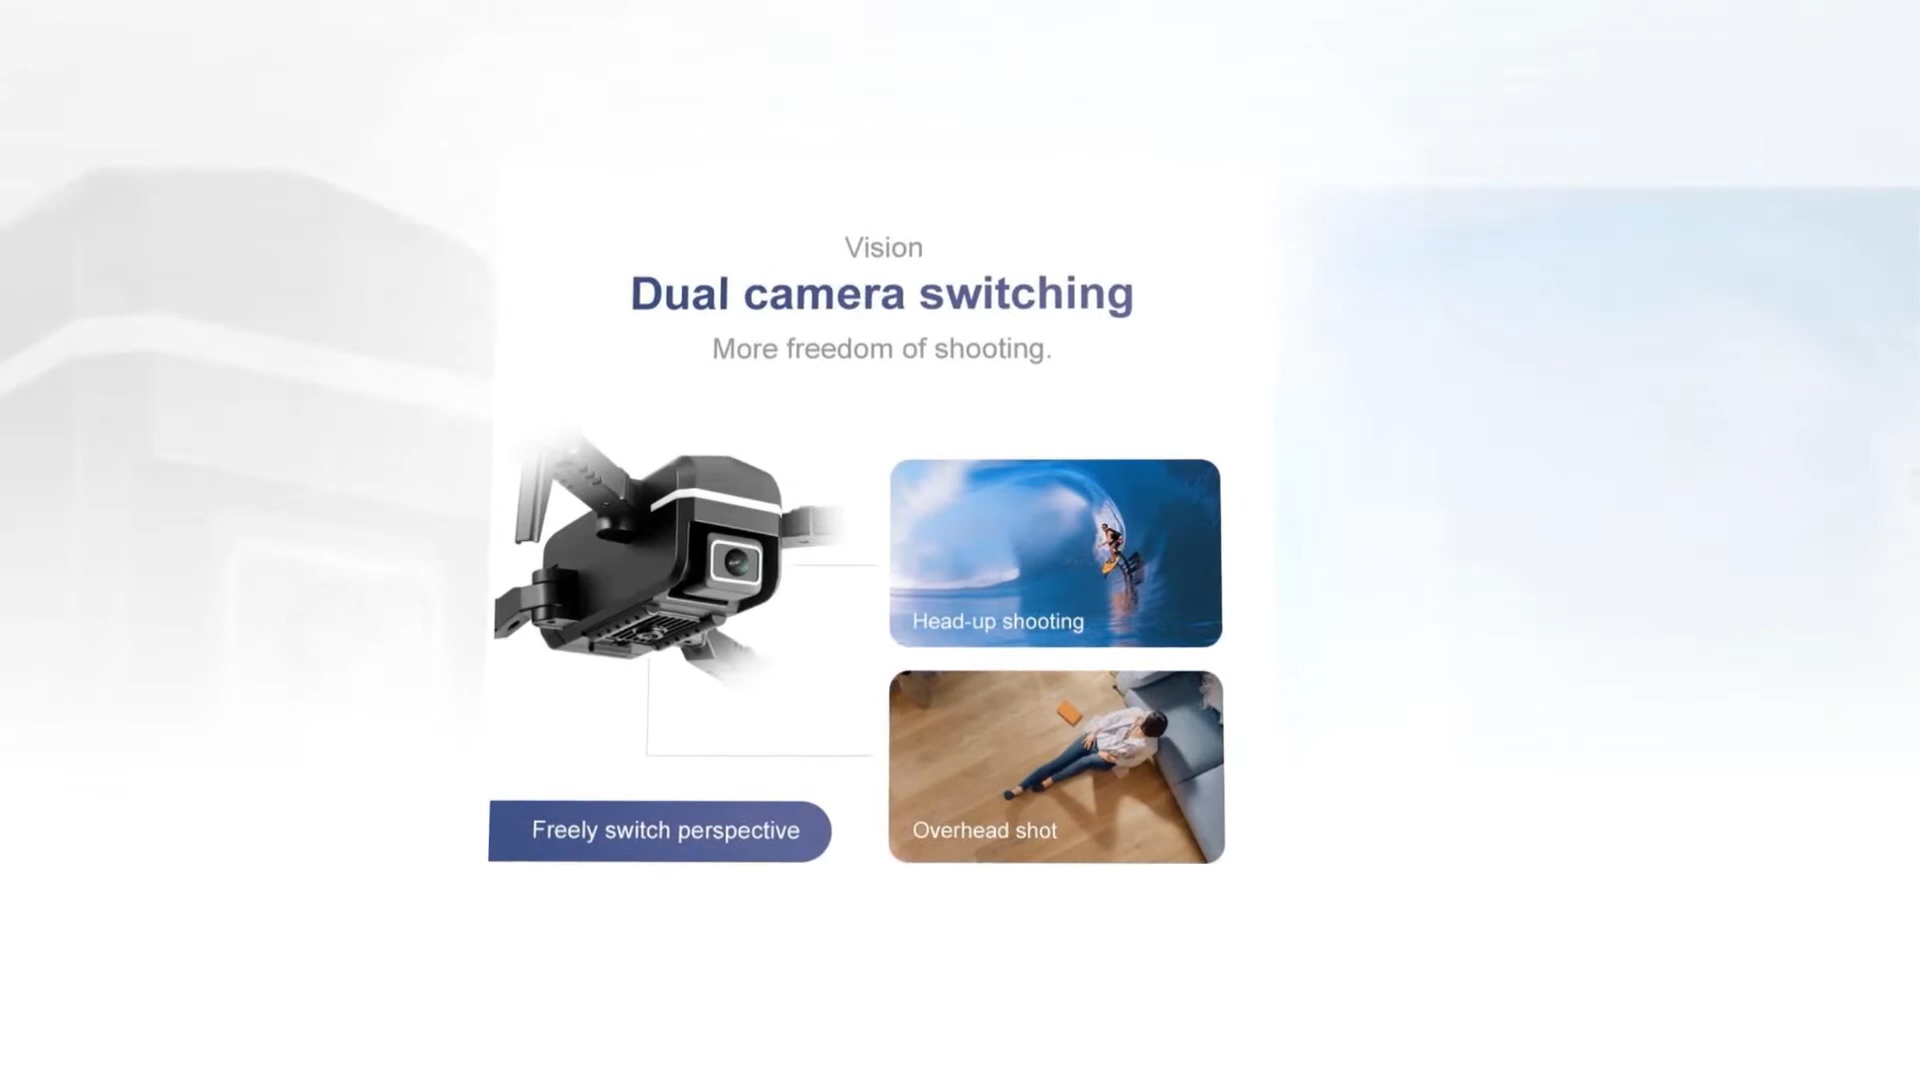 Vision
Dual camera switching
More freedom of shooting.
Head-up shooting
Overhead shot
Freely switch perspective